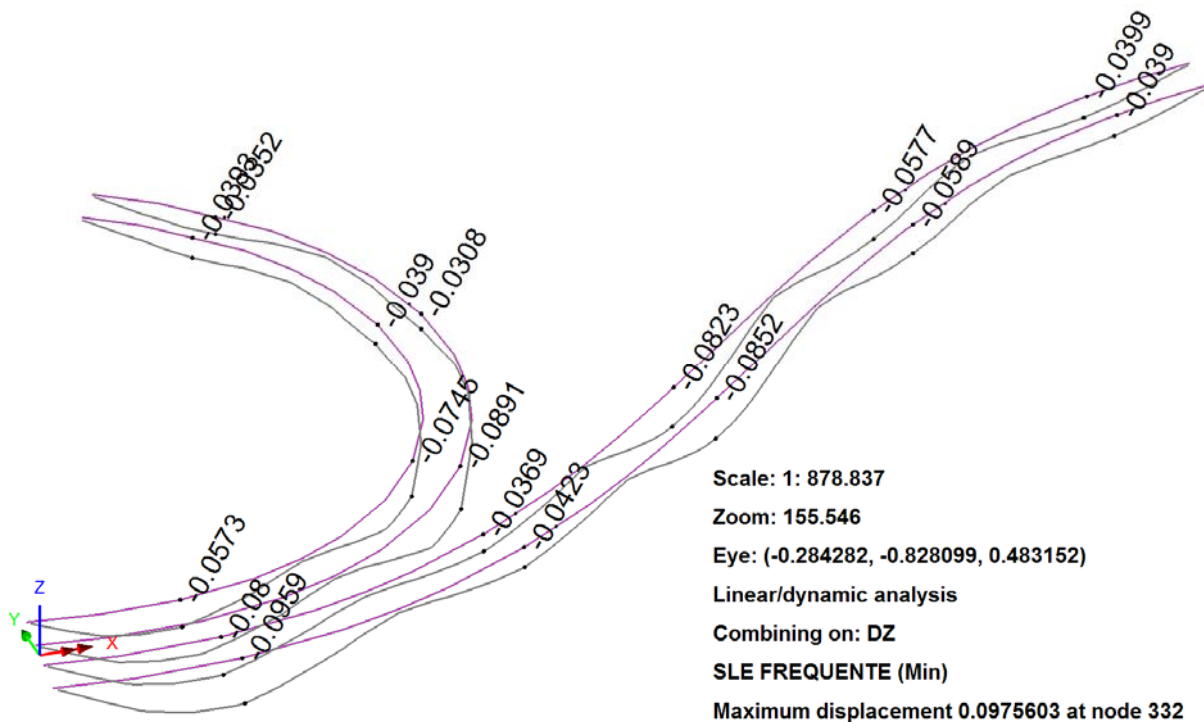 -0.0399
-0.039
-0.0577
-0.0589
-0.0352
-0.0393
-0.0308
-0.039
-0.0823
-0.0852
-0.0745
-0.0891
-0.0369
-0.0423
-0.0573
-0.08
-0.0959
Z
Y
X
Scale: 1: 878.837
Zoom: 155.546
Eye: (-0.284282, -0.828099, 0.483152)
Linear/dynamic analysis
Combining on: DZ
SLE FREQUENTE (Min)
Maximum displacement 0.0975603 at node 332